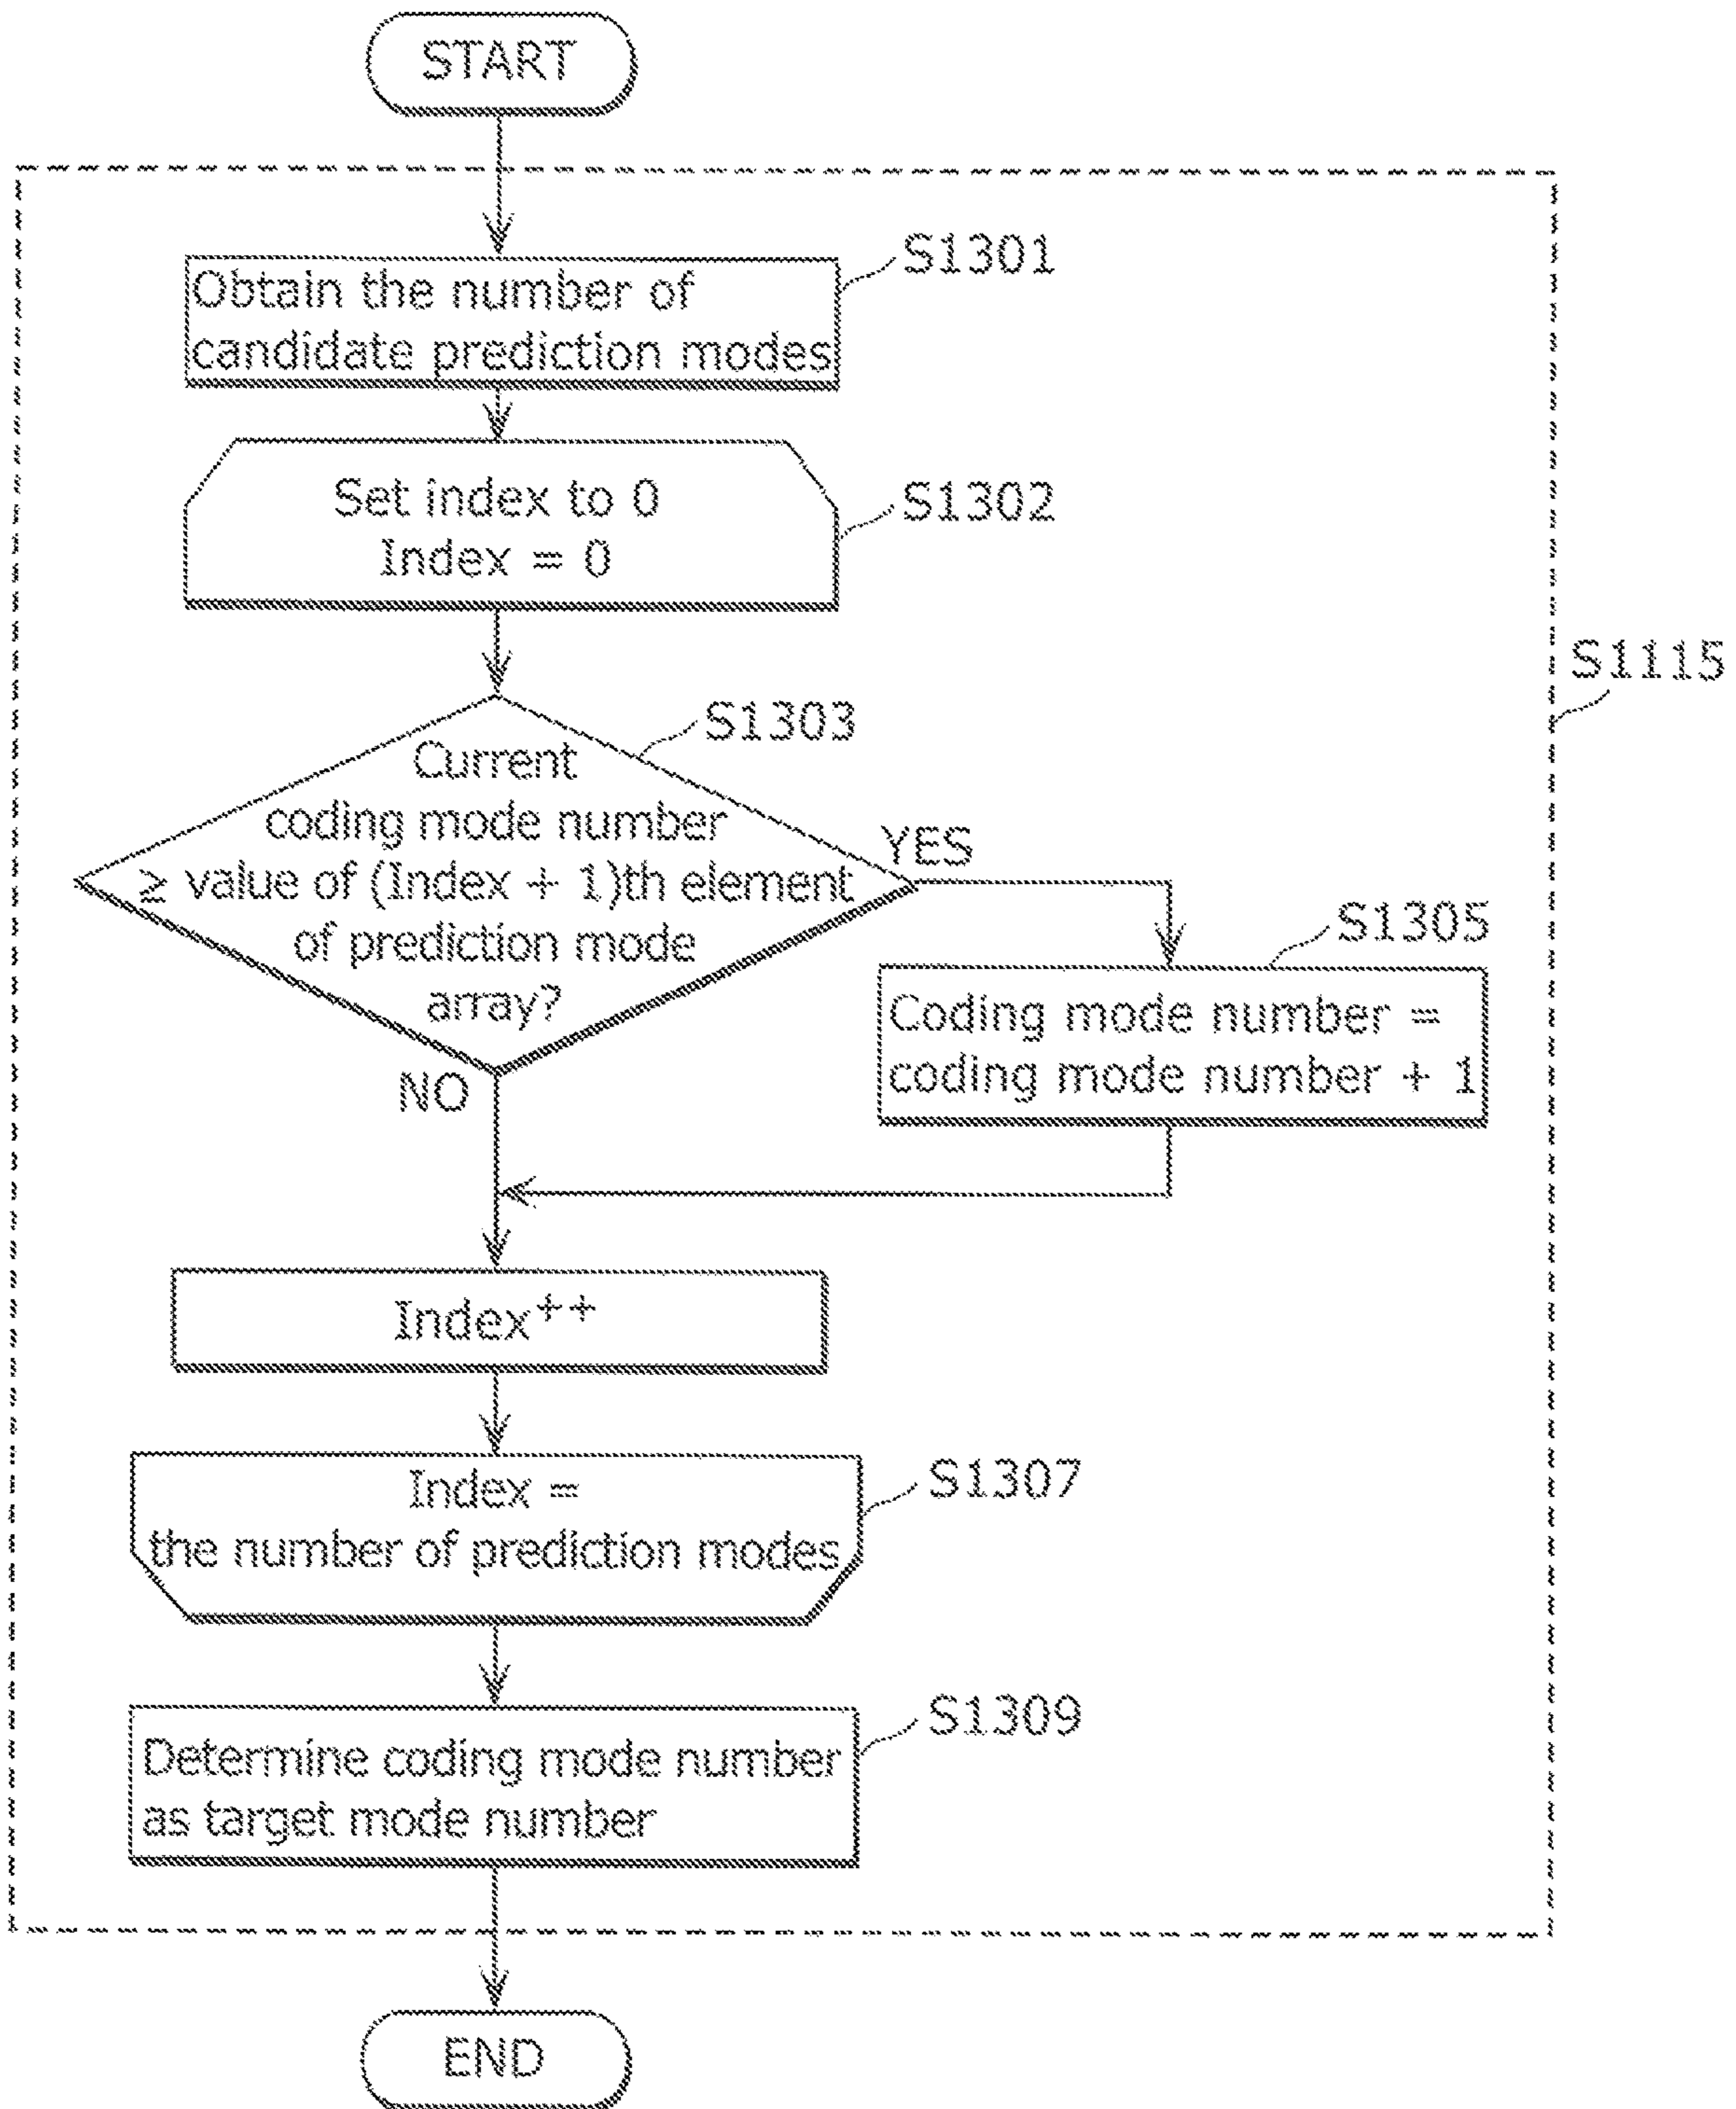 START
S1301
Obtain the number of
candidate prediction modes
Set index to 0
Index = 0
S1302
S1115
S1303
Current
coding mode number
≥ value of (Index + 1)th element
of prediction mode
array?
YES
NO
S1305
Coding mode number =
coding mode number + 1
Index++
S1307
Index =
the number of prediction modes
S1309
Determine coding mode number
as target mode number
END